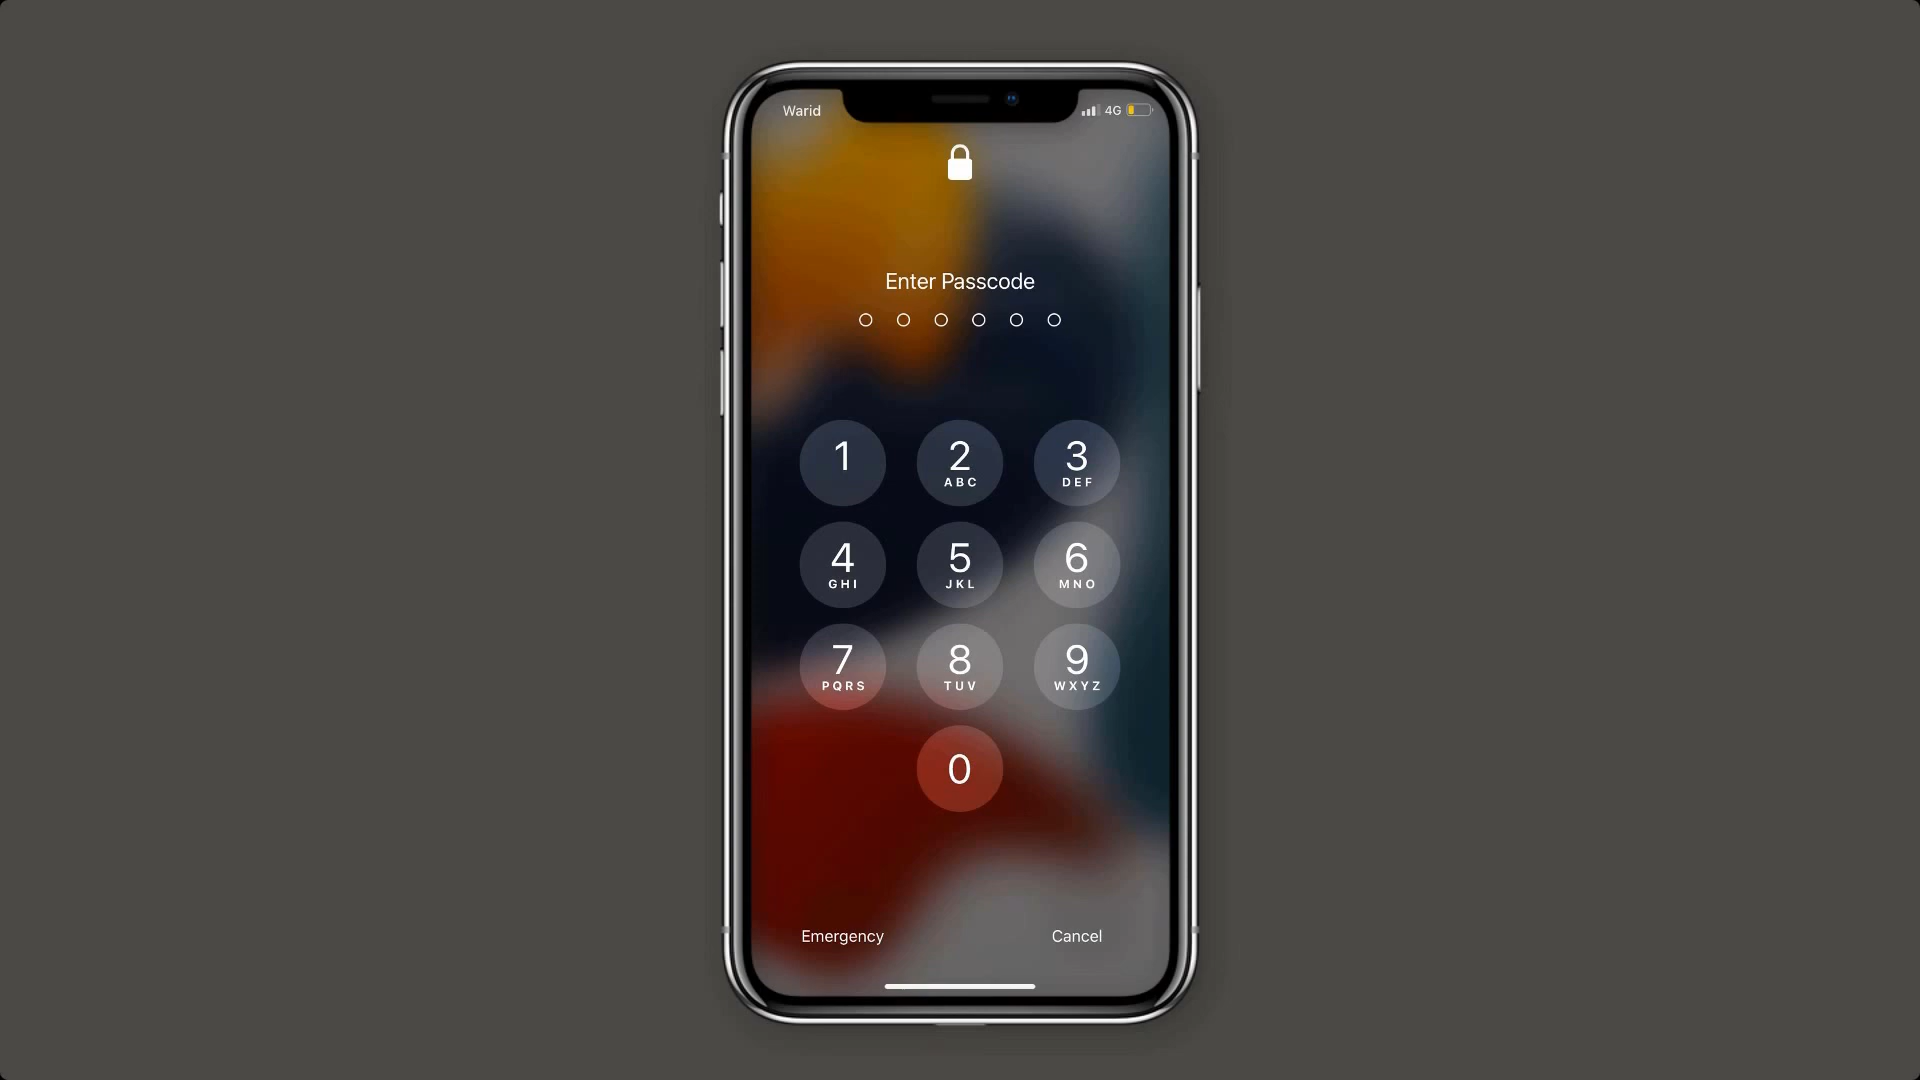 Warid 4G
Enter Passcode
1 2 3
ABC DEF
4 5 6
GHI JKL MNO
7 8 9
PQRS TUV WXYZ
0
Emergency Cancel